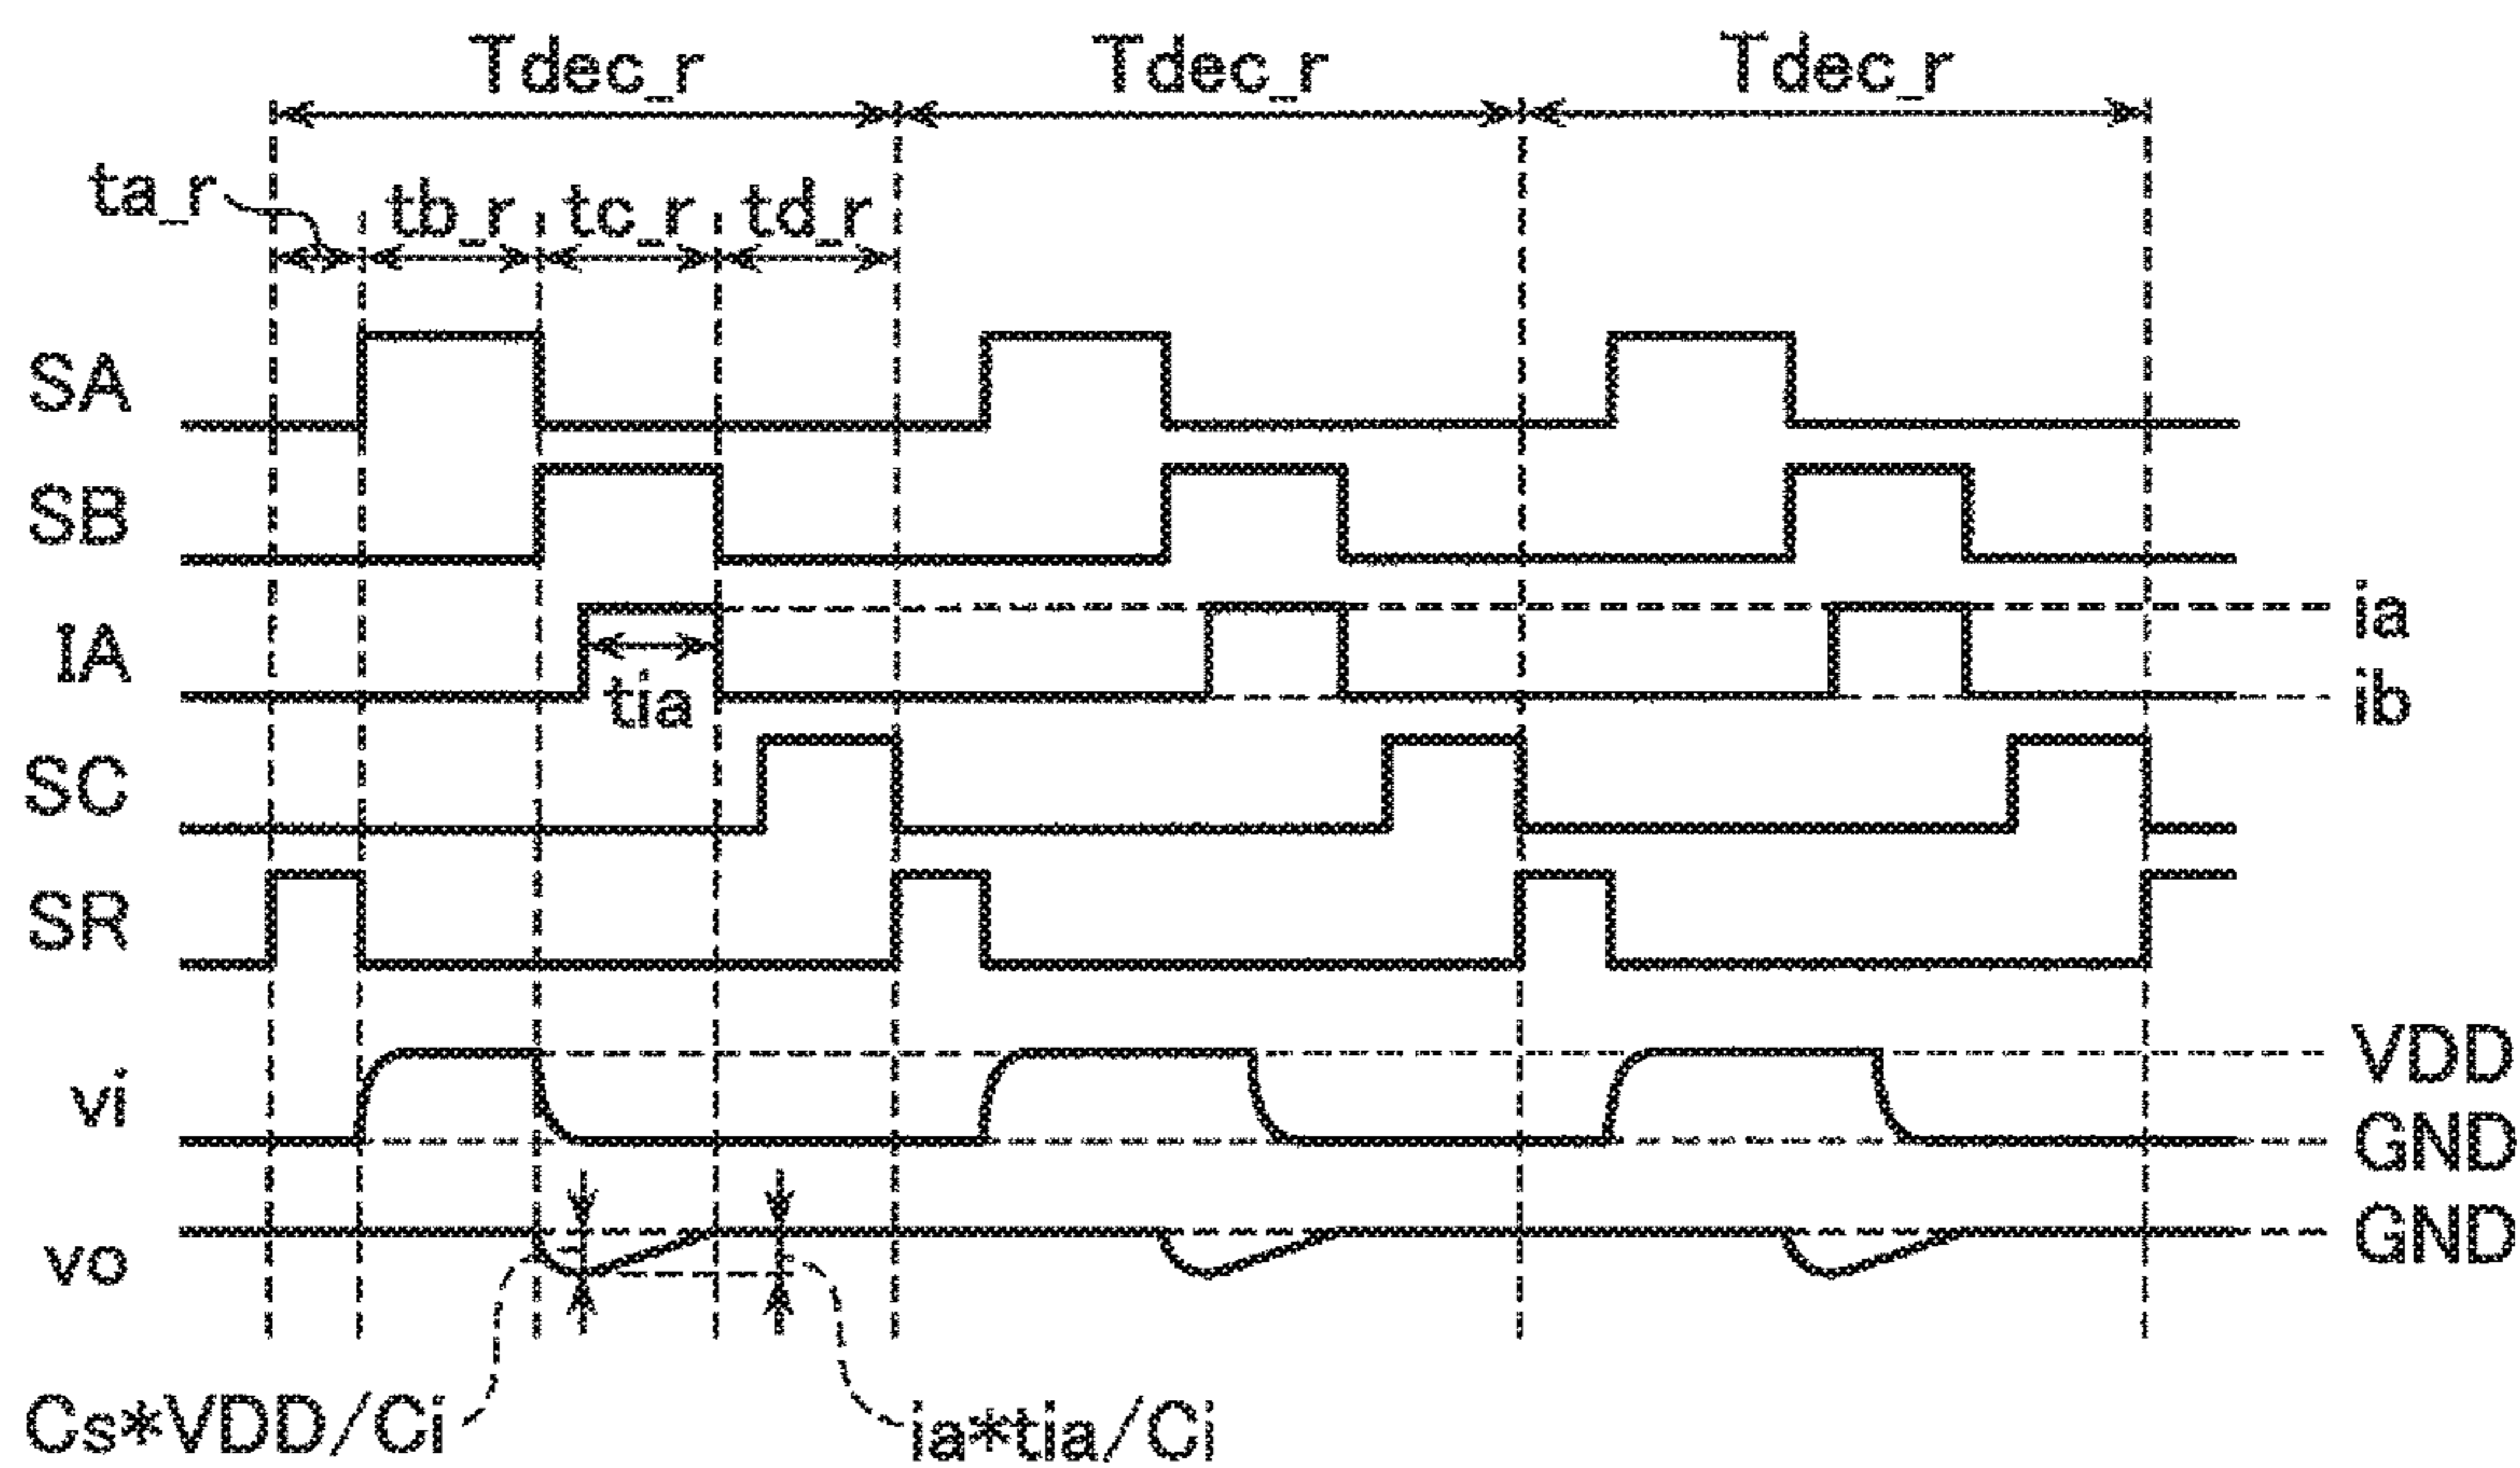 Tdec_r Tdec_r Tdec_r
ta_r tb_r tc_r td_r
SA
SB
IA
tia
ia
ib
SC
SR
vi
VDD
GND
vo
GND
Cs*VDD/Ci
ia*tia/Ci